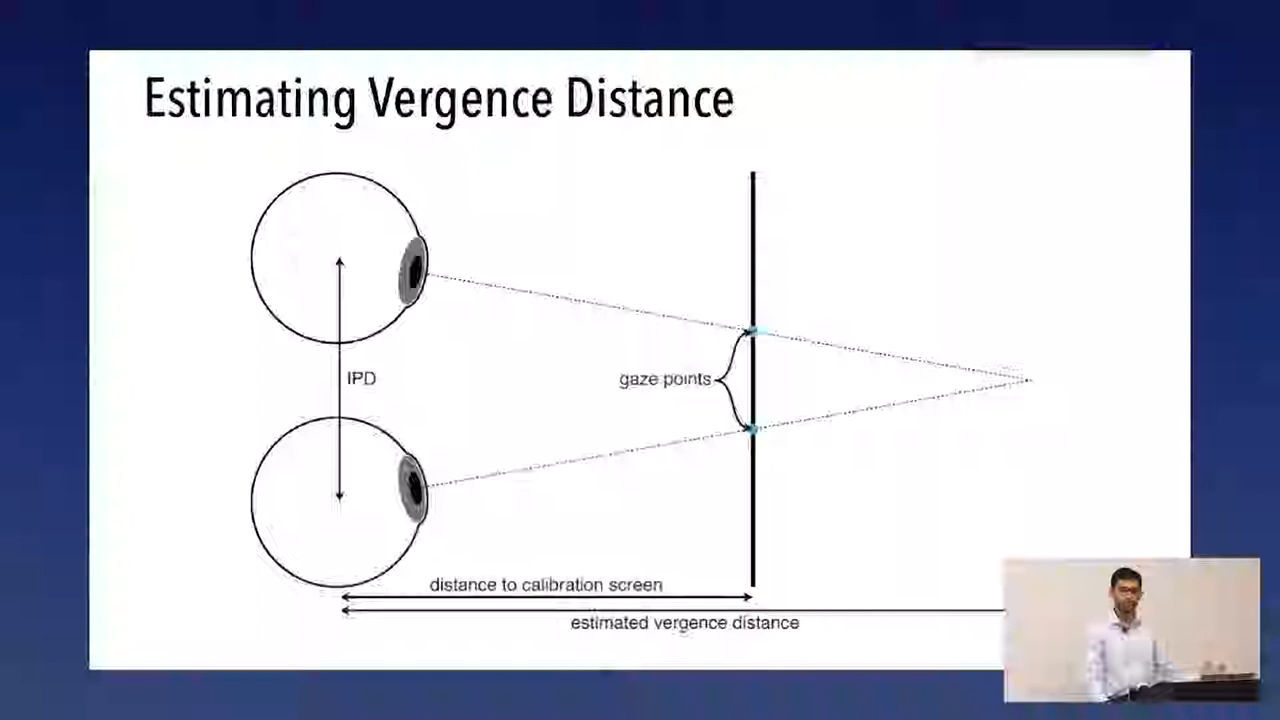 Estimating Vergence Distance
IPD
gaze points
distance to calibration screen
estimated vergence distance